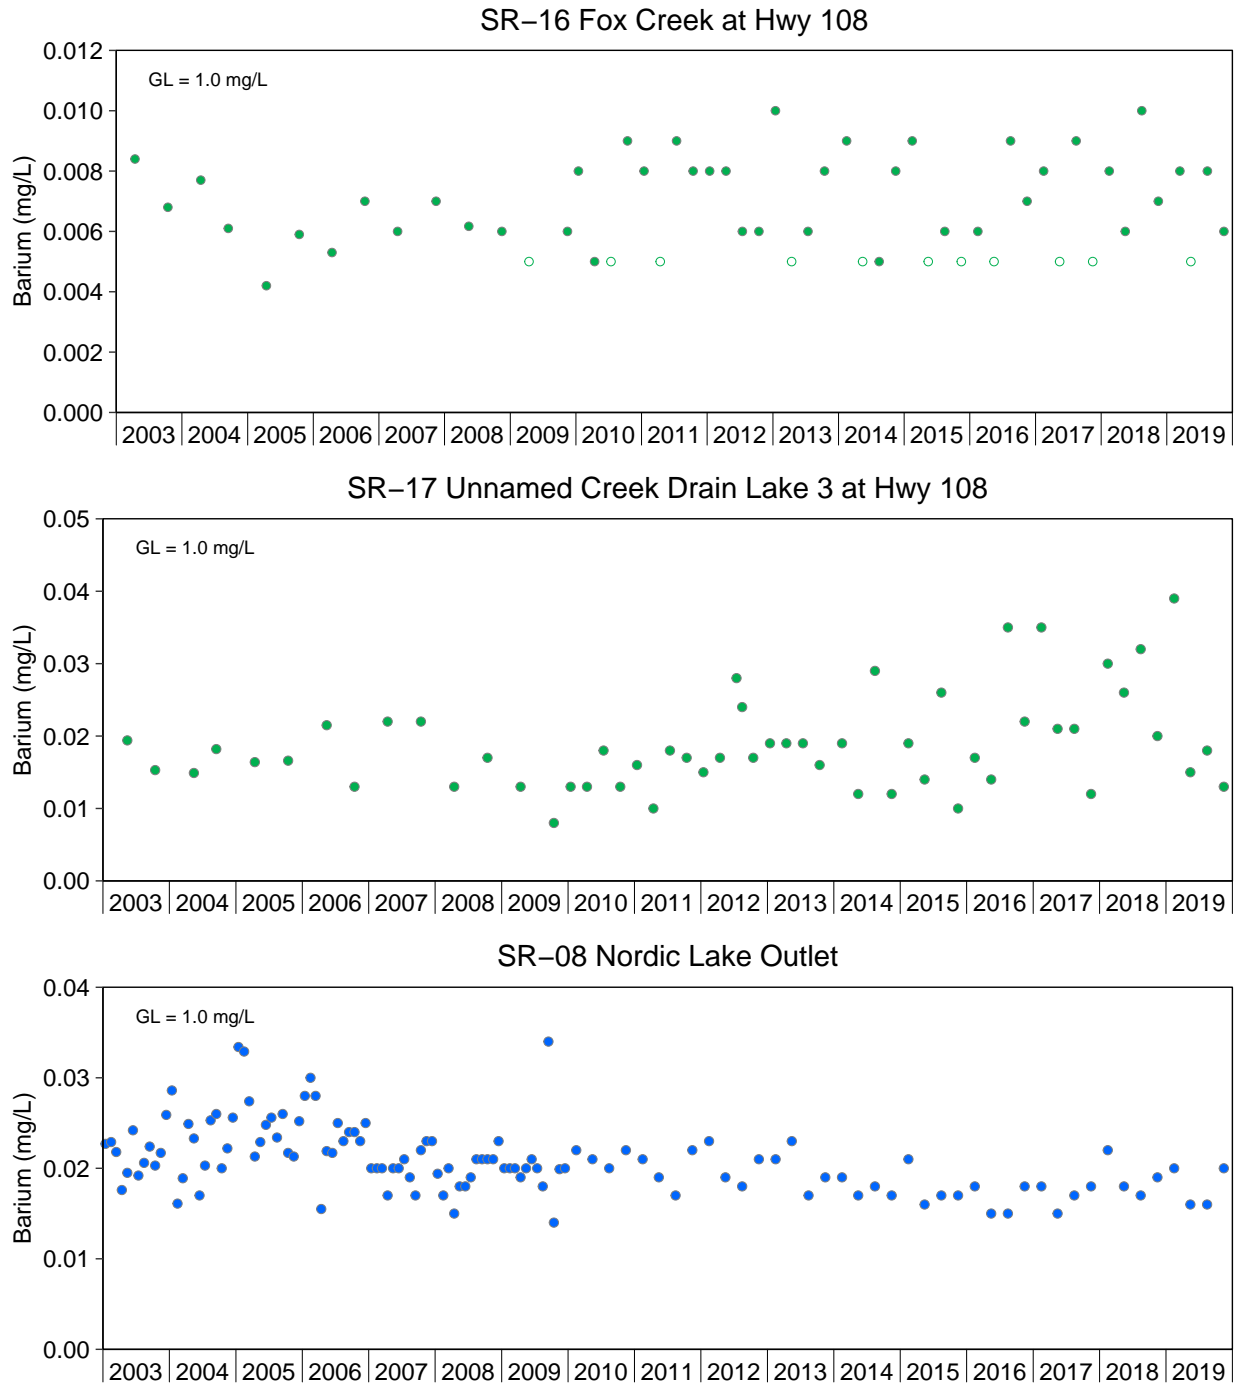 SR−16 Fox Creek at Hwy 108
0.012
GL = 1.0 mg/L
0.010
0.008
Barium (mg/L)
0.006
0.004
0.002
0.000
2003 2004 2005 2006 2007 2008 2009 2010 2011 2012 2013 2014 2015 2016 2017 2018 2019
SR−17 Unnamed Creek Drain Lake 3 at Hwy 108
0.05
GL = 1.0 mg/L
0.04
0.03
Barium (mg/L)
0.02
0.01
0.00
2003 2004 2005 2006 2007 2008 2009 2010 2011 2012 2013 2014 2015 2016 2017 2018 2019
SR−08 Nordic Lake Outlet
0.04
GL = 1.0 mg/L
0.03
Barium (mg/L)
0.02
0.01
0.00
2003 2004 2005 2006 2007 2008 2009 2010 2011 2012 2013 2014 2015 2016 2017 2018 2019